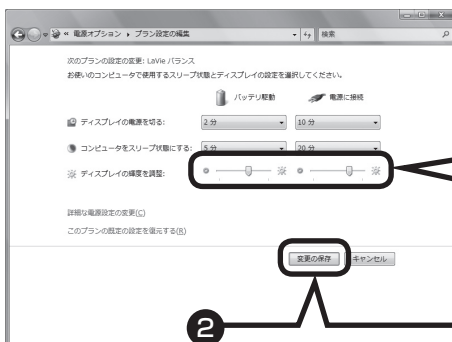 « 電源オプション ▸ プラン設定の編集
検索
次のプランの設定の変更: LaVie バランス
お使いのコンピュータで使用するスリープ状態とディスプレイの設定を選択してください。
バッテリ駆動 電源に接続
ディスプレイの電源を切る: 2 分 10 分
コンピュータをスリープ状態にする: 5 分 20 分
ディスプレイの輝度を調整:
詳細な電源設定の変更(C)
このプランの既定の設定を復元する(R)
変更の保存 キャンセル
2